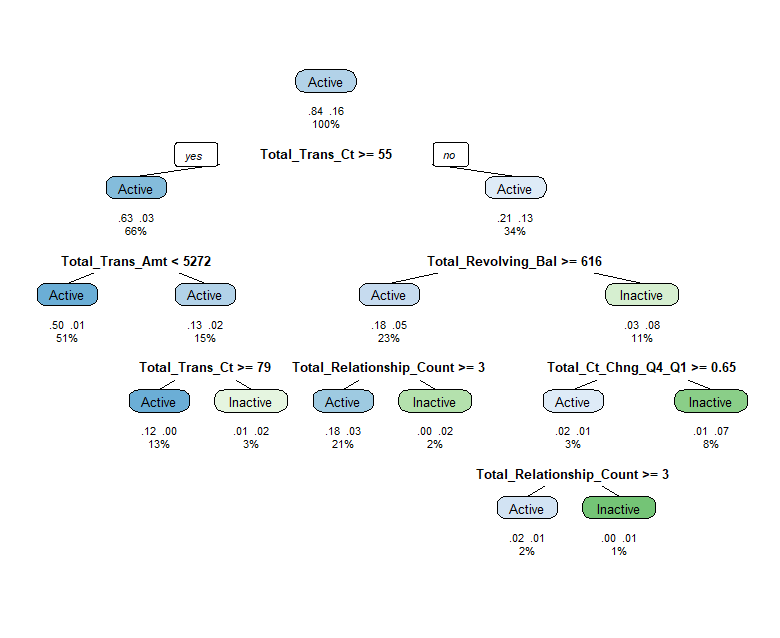 Active
.84 .16
100%
yes Total_Trans_Ct >= 55 no
Active Active
.63 .03 .21 .13
66% 34%
Total_Trans_Amt < 5272 Total_Revolving_Bal >= 616
Active Active Active Inactive
.50 .01 .13 .02 .18 .05 .03 .08
51% 15% 23% 11%
Total_Trans_Ct >= 79 Total_Relationship_Count >= 3 Total_Ct_Chng_Q4_Q1 >= 0.65
Active Inactive Active Inactive Active Inactive
.12 .00 .01 .02 .18 .03 .00 .02 .02 .01 .01 .07
13% 3% 21% 2% 3% 8%
Total_Relationship_Count >= 3
Active Inactive
.02 .01 .00 .01
2% 1%